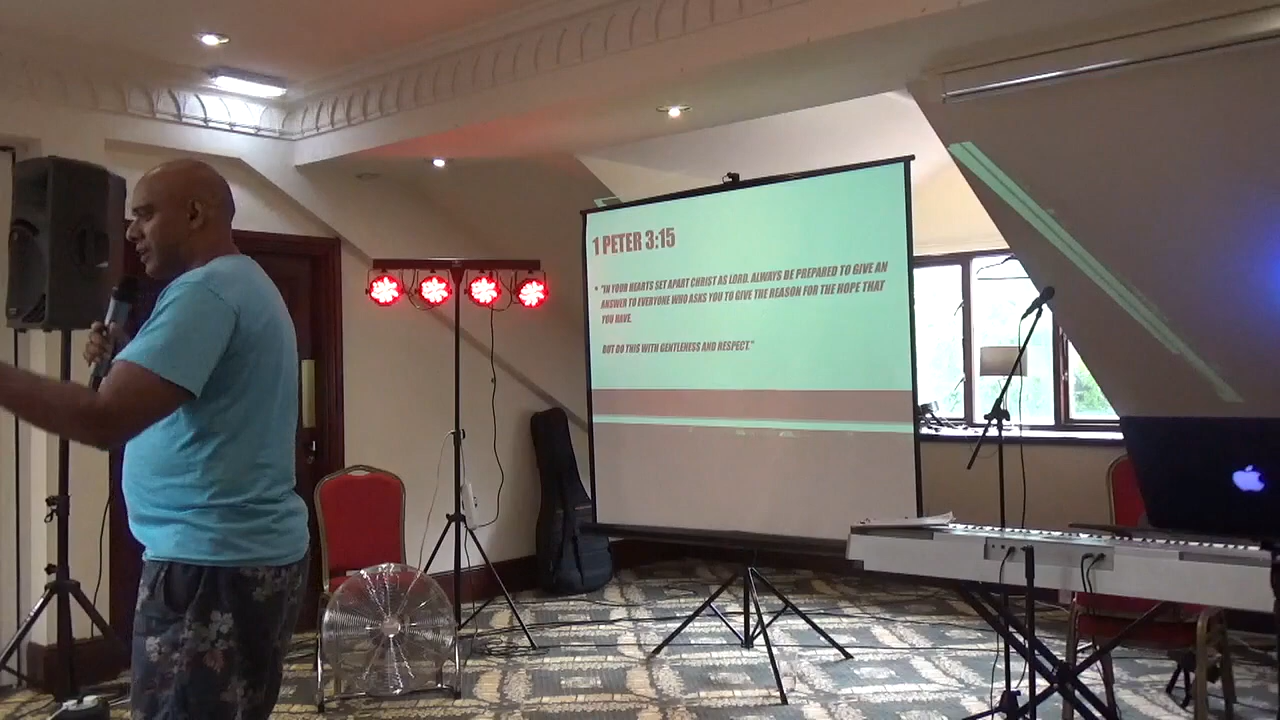 1 PETER 3:15
"IN YOUR HEARTS SET APART CHRIST AS LORD. ALWAYS BE PREPARED TO GIVE AN
ANSWER TO EVERYONE WHO ASKS YOU TO GIVE THE REASON FOR THE HOPE THAT
YOU HAVE.
BUT DO THIS WITH GENTLENESS AND RESPECT."